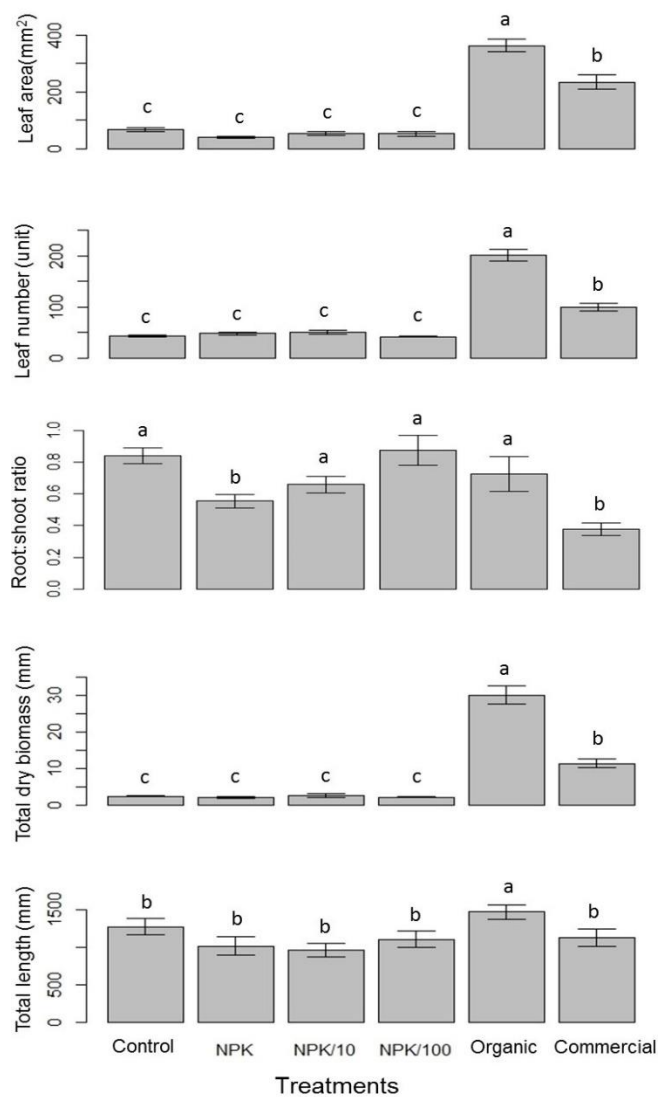 Leaf area(mm²)
0
200
400
c
c
c
c
a
b
Leaf number (unit)
0
100
200
c
c
c
c
a
b
Root:shoot ratio
0.0
0.2
0.4
0.6
0.8
1.0
a
b
a
a
a
b
Total dry biomass (mm)
0
10
20
30
c
c
c
c
a
b
Total length (mm)
0
500
1500
b
b
b
b
a
b
Control NPK NPK/10 NPK/100 Organic Commercial
Treatments